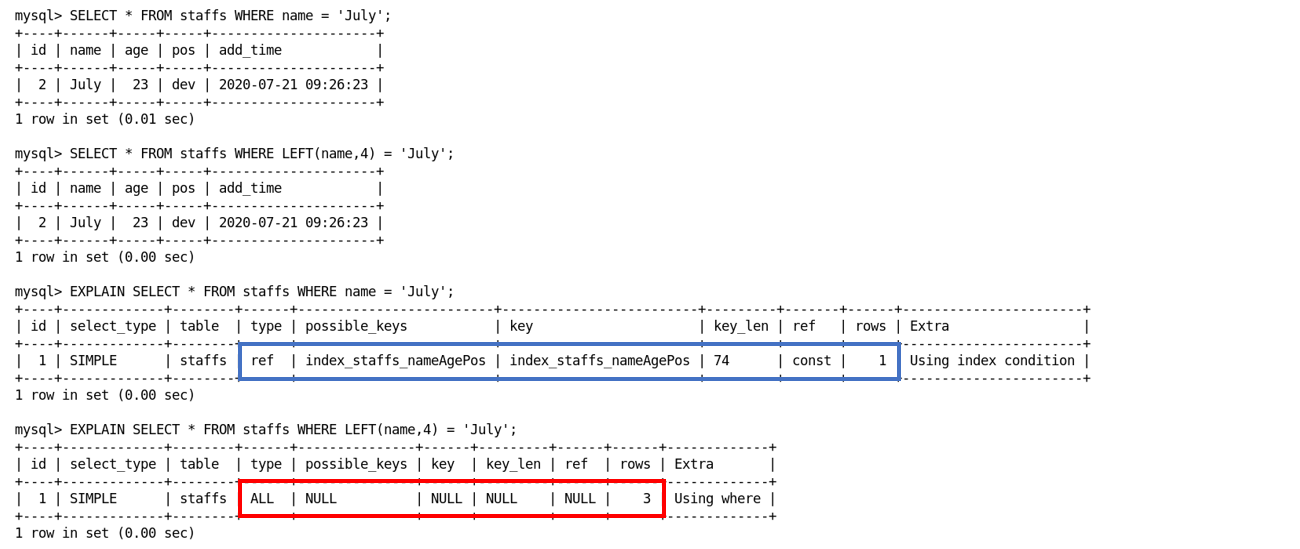 mysql> SELECT * FROM staffs WHERE name = 'July';
+----+------+-----+-----+---------------------+
| id | name | age | pos | add_time            |
+----+------+-----+-----+---------------------+
|  2 | July |  23 | dev | 2020-07-21 09:26:23 |
+----+------+-----+-----+---------------------+
1 row in set (0.01 sec)

mysql> SELECT * FROM staffs WHERE LEFT(name,4) = 'July';
+----+------+-----+-----+---------------------+
| id | name | age | pos | add_time            |
+----+------+-----+-----+---------------------+
|  2 | July |  23 | dev | 2020-07-21 09:26:23 |
+----+------+-----+-----+---------------------+
1 row in set (0.00 sec)

mysql> EXPLAIN SELECT * FROM staffs WHERE name = 'July';
+----+-------------+--------+------+-------------------------+-------------------------+---------+-------+------+-----------------------+
| id | select_type | table  | type | possible_keys           | key                     | key_len | ref   | rows | Extra                 |
+----+-------------+--------+------+-------------------------+-------------------------+---------+-------+------+-----------------------+
|  1 | SIMPLE      | staffs | ref  | index_staffs_nameAgePos | index_staffs_nameAgePos | 74      | const |    1 | Using index condition |
+----+-------------+--------+------+-------------------------+-------------------------+---------+-------+------+-----------------------+
1 row in set (0.00 sec)

mysql> EXPLAIN SELECT * FROM staffs WHERE LEFT(name,4) = 'July';
+----+-------------+--------+------+---------------+------+---------+------+------+-------------+
| id | select_type | table  | type | possible_keys | key  | key_len | ref  | rows | Extra       |
+----+-------------+--------+------+---------------+------+---------+------+------+-------------+
|  1 | SIMPLE      | staffs | ALL  | NULL          | NULL | NULL    | NULL |    3 | Using where |
+----+-------------+--------+------+---------------+------+---------+------+------+-------------+
1 row in set (0.00 sec)